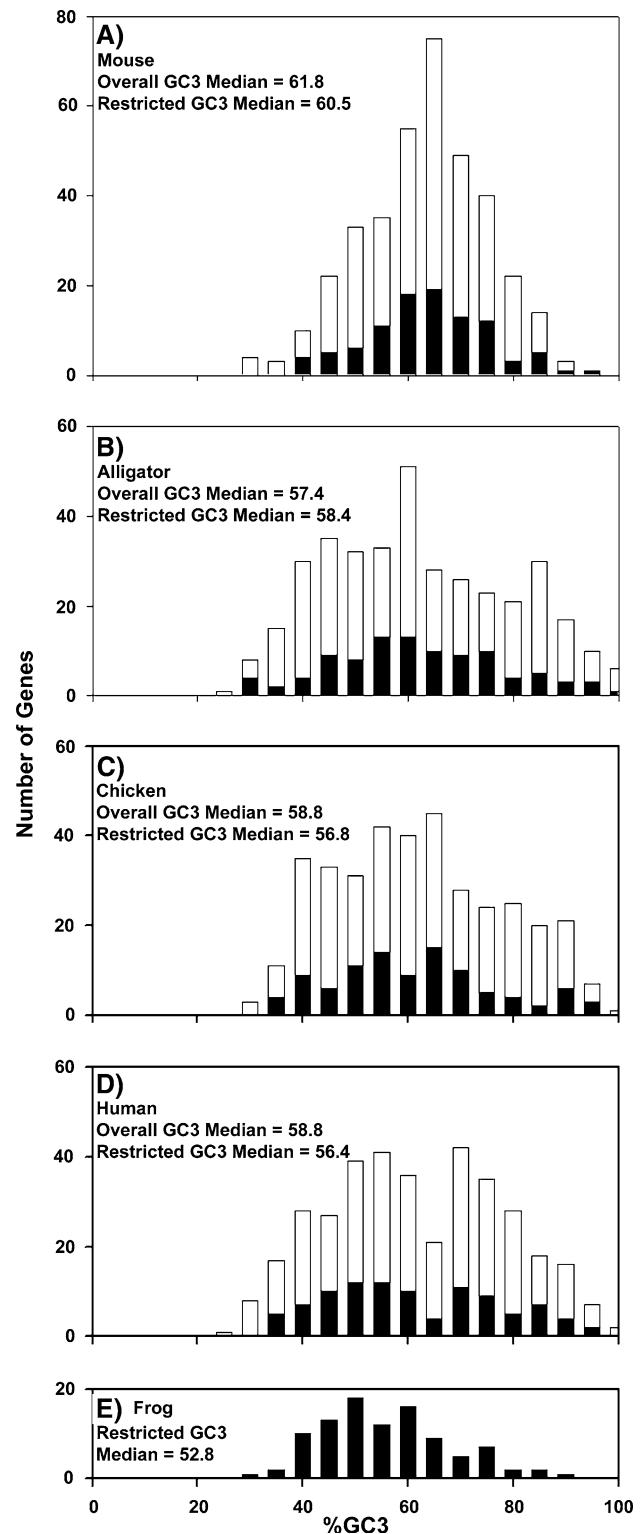 Number of Genes
80
A)
Mouse
Overall GC3 Median = 61.8
Restricted GC3 Median = 60.5
60
40
20
0
60
B)
Alligator
Overall GC3 Median = 57.4
Restricted GC3 Median = 58.4
40
20
0
60
C)
Chicken
Overall GC3 Median = 58.8
Restricted GC3 Median = 56.8
40
20
0
60
D)
Human
Overall GC3 Median = 58.8
Restricted GC3 Median = 56.4
40
20
0
20
E) Frog
Restricted GC3
Median = 52.8
0
0 20 40 60 80 100
%GC3